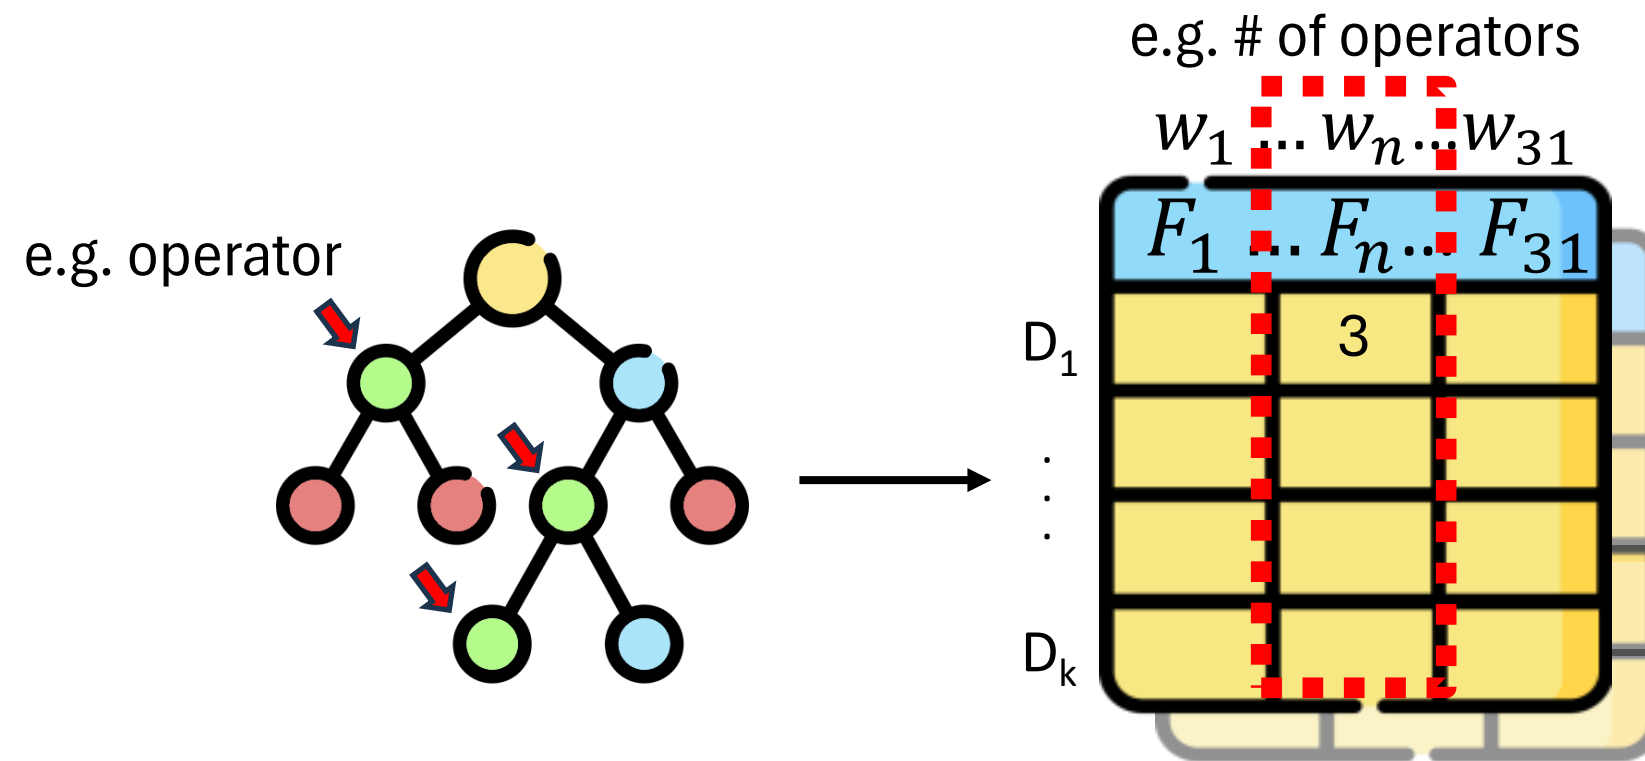 e.g. # of operators
w₁ ... wₙ ... w₃₁
F₁ ... Fₙ ... F₃₁
e.g. operator
D₁
3
.
.
.
Dₖ